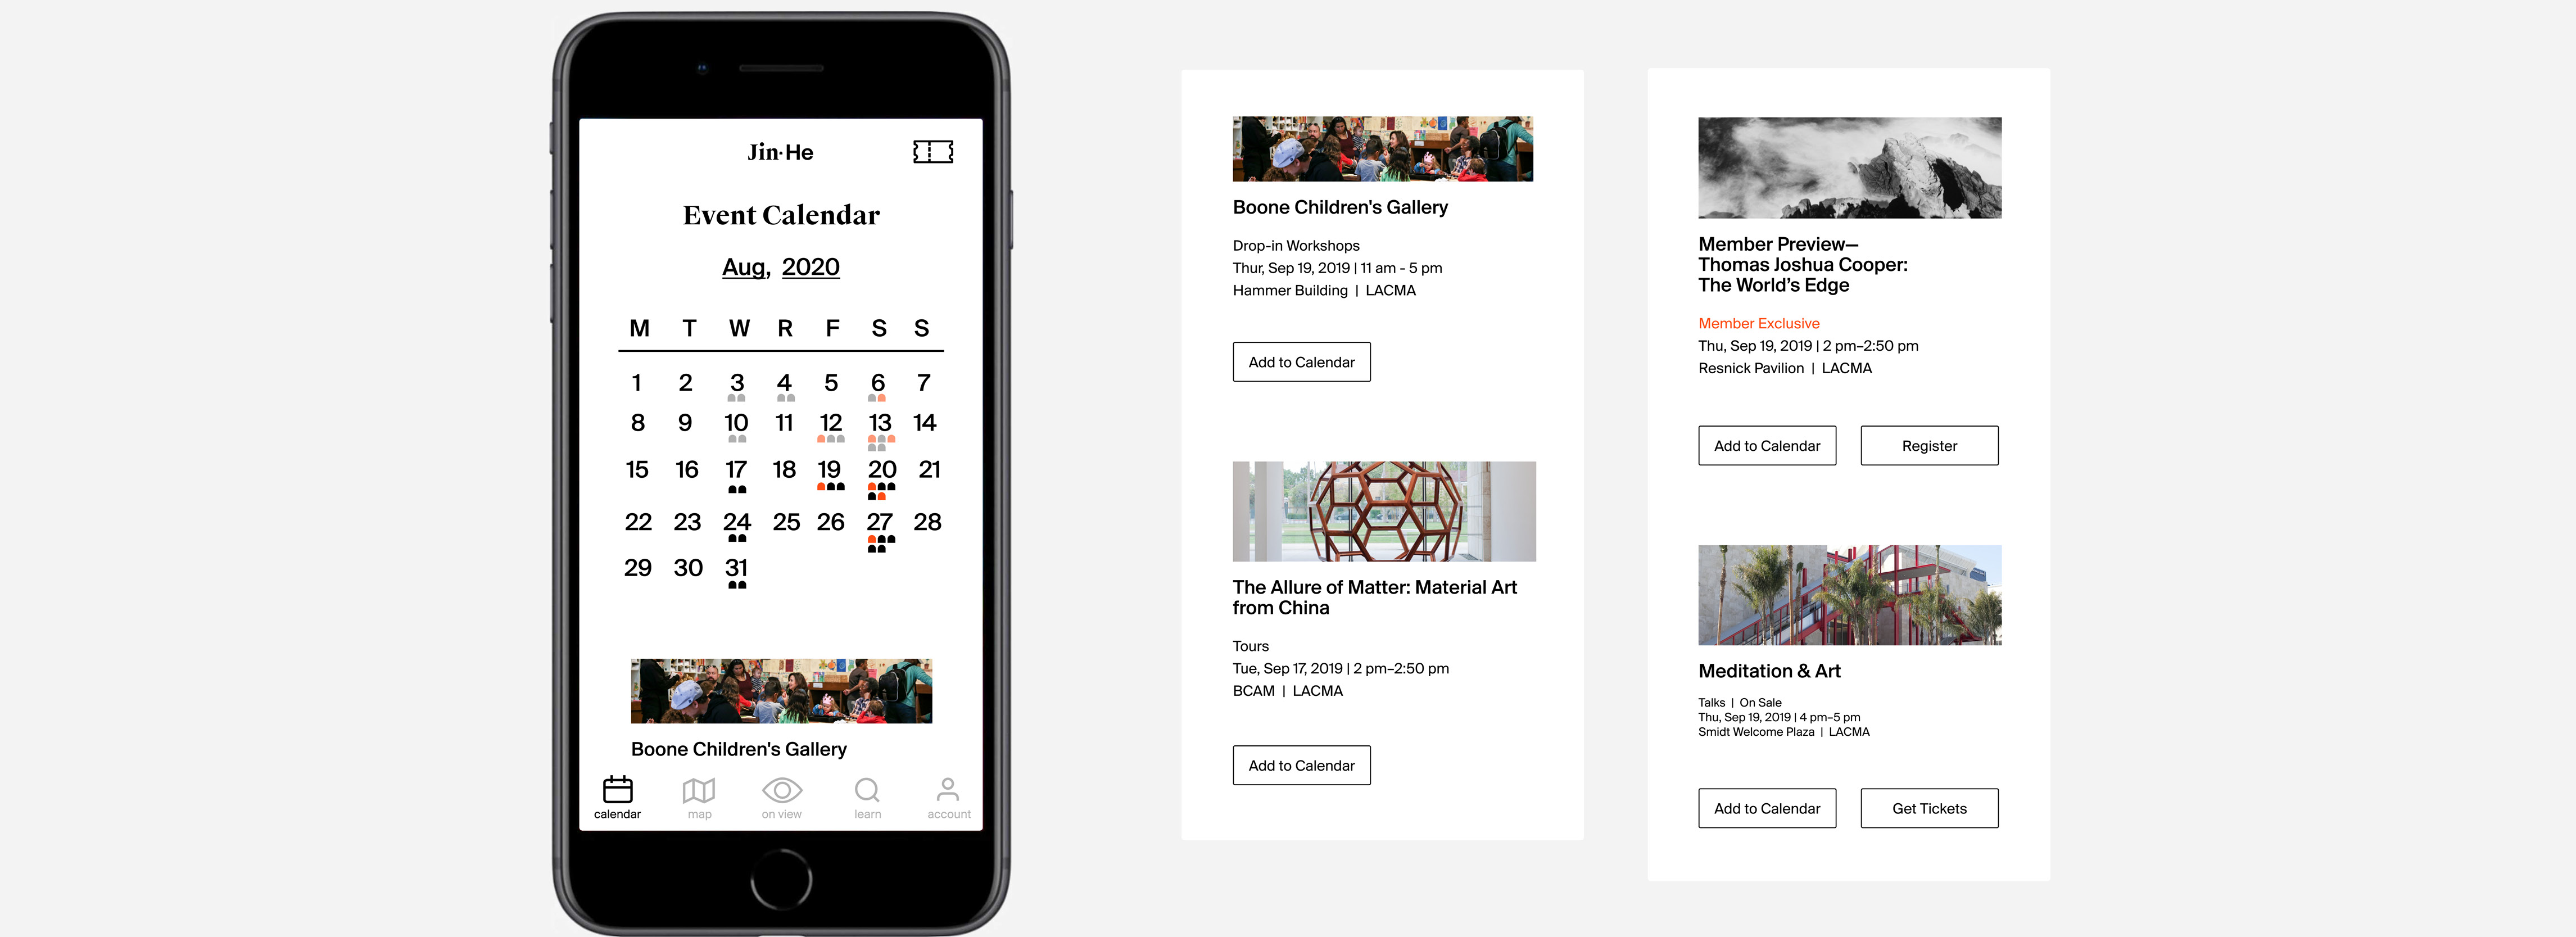 Jin·He
Event Calendar
Aug, 2020
M T W R F S S
1 2 3 4 5 6 7
8 9 10 11 12 13 14
15 16 17 18 19 20 21
22 23 24 25 26 27 28
29 30 31
Boone Children's Gallery
calendar map on view learn account
Boone Children's Gallery
Drop-in Workshops
Thur, Sep 19, 2019 | 11 am - 5 pm
Hammer Building | LACMA
Add to Calendar
The Allure of Matter: Material Art
from China
Tours
Tue, Sep 17, 2019 | 2 pm–2:50 pm
BCAM | LACMA
Add to Calendar
Member Preview—
Thomas Joshua Cooper:
The World’s Edge
Member Exclusive
Thu, Sep 19, 2019 | 2 pm–2:50 pm
Resnick Pavilion | LACMA
Add to Calendar Register
Meditation & Art
Talks | On Sale
Thu, Sep 19, 2019 | 4 pm–5 pm
Smidt Welcome Plaza | LACMA
Add to Calendar Get Tickets